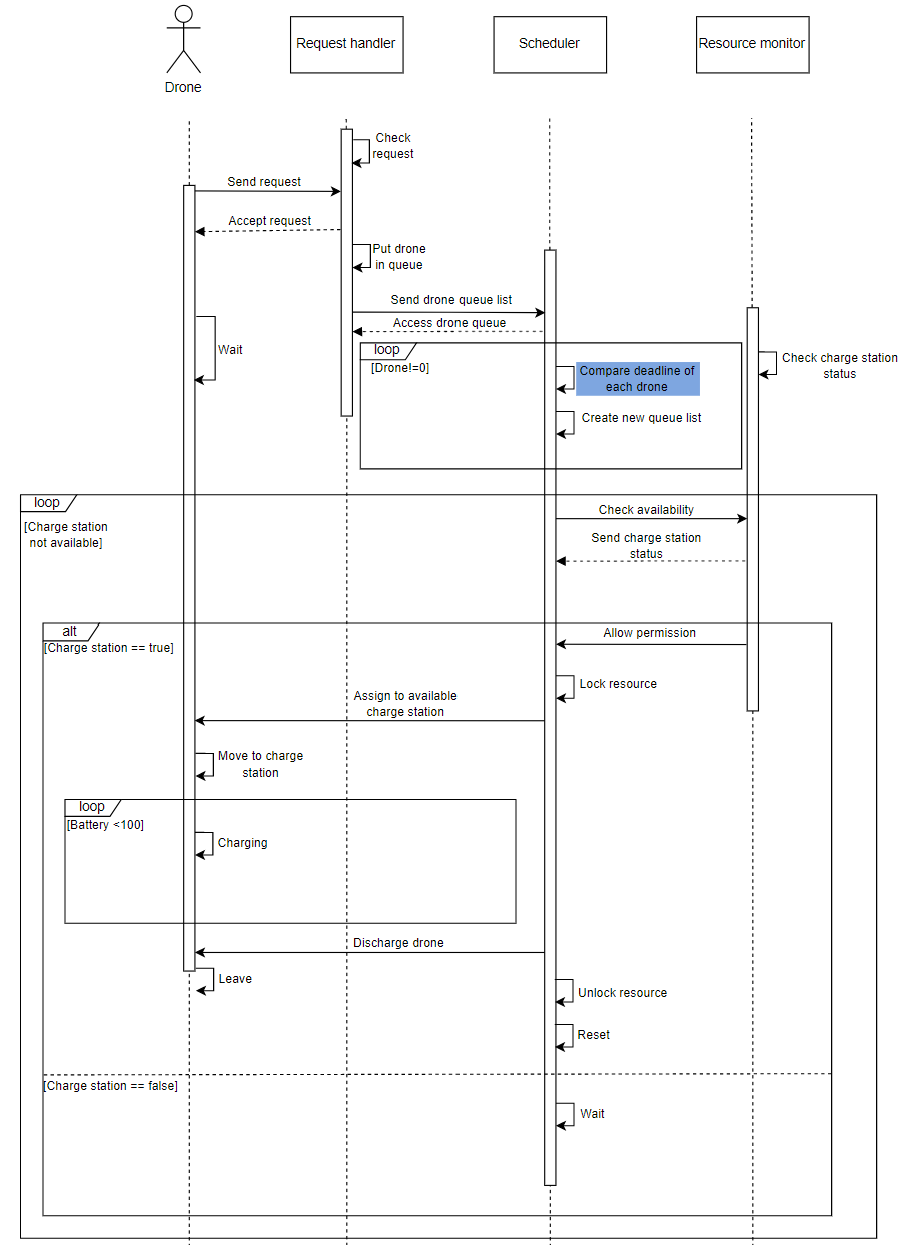 Drone
Request handler
Scheduler
Resource monitor
Check
request
Send request
Accept request
Put drone
in queue
Send drone queue list
Access drone queue
Wait
loop
[Drone!=0]
Compare deadline of
each drone
Check charge station
status
Create new queue list
loop
[Charge station
not available]
Check availability
Send charge station
status
alt
[Charge station == true]
Allow permission
Lock resource
Assign to available
charge station
Move to charge
station
loop
[Battery <100]
Charging
Discharge drone
Leave
Unlock resource
Reset
[Charge station == false]
Wait